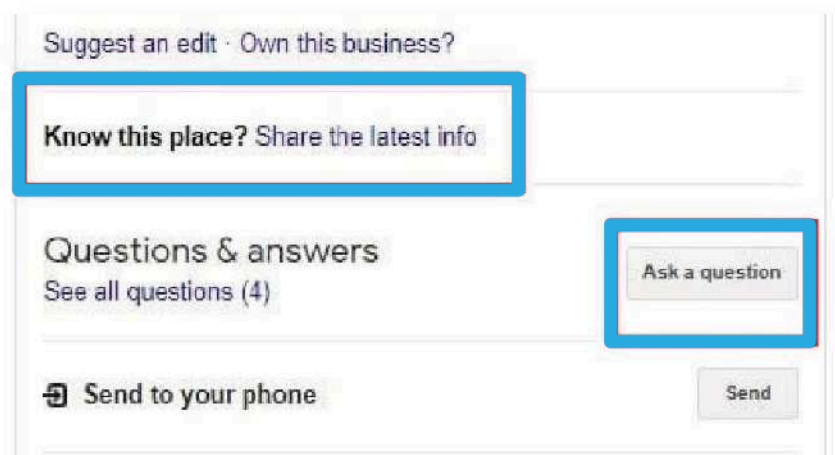 Suggest an edit · Own this business?
Know this place? Share the latest info
Questions & answers
See all questions (4)
Ask a question
Send to your phone
Send